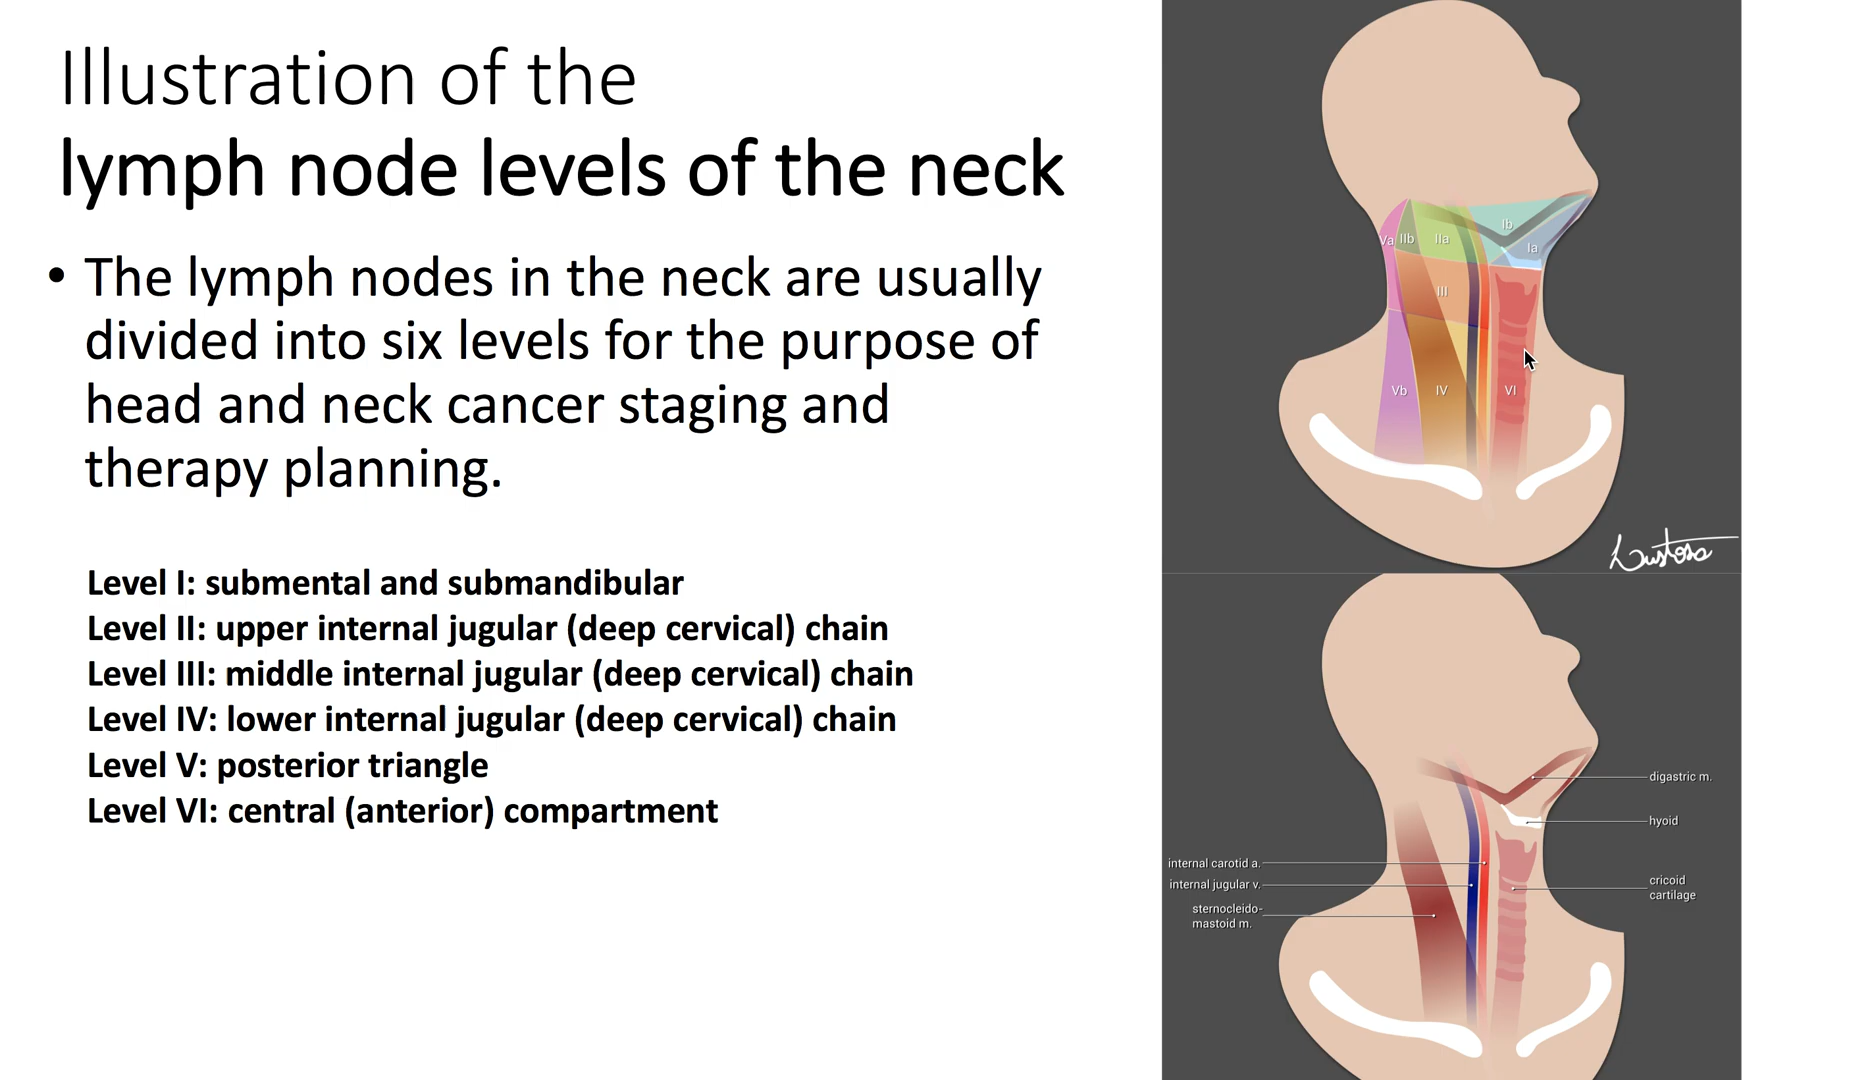 Illustration of the
lymph node levels of the neck
• The lymph nodes in the neck are usually
divided into six levels for the purpose of
head and neck cancer staging and
therapy planning.
Level I: submental and submandibular
Level II: upper internal jugular (deep cervical) chain
Level III: middle internal jugular (deep cervical) chain
Level IV: lower internal jugular (deep cervical) chain
Level V: posterior triangle
Level VI: central (anterior) compartment
Ib
Va IIb IIa Ia
III
Vb IV VI
digastric m.
hyoid
internal carotid a.
internal jugular v.
sternocleido-
mastoid m.
cricoid
cartilage